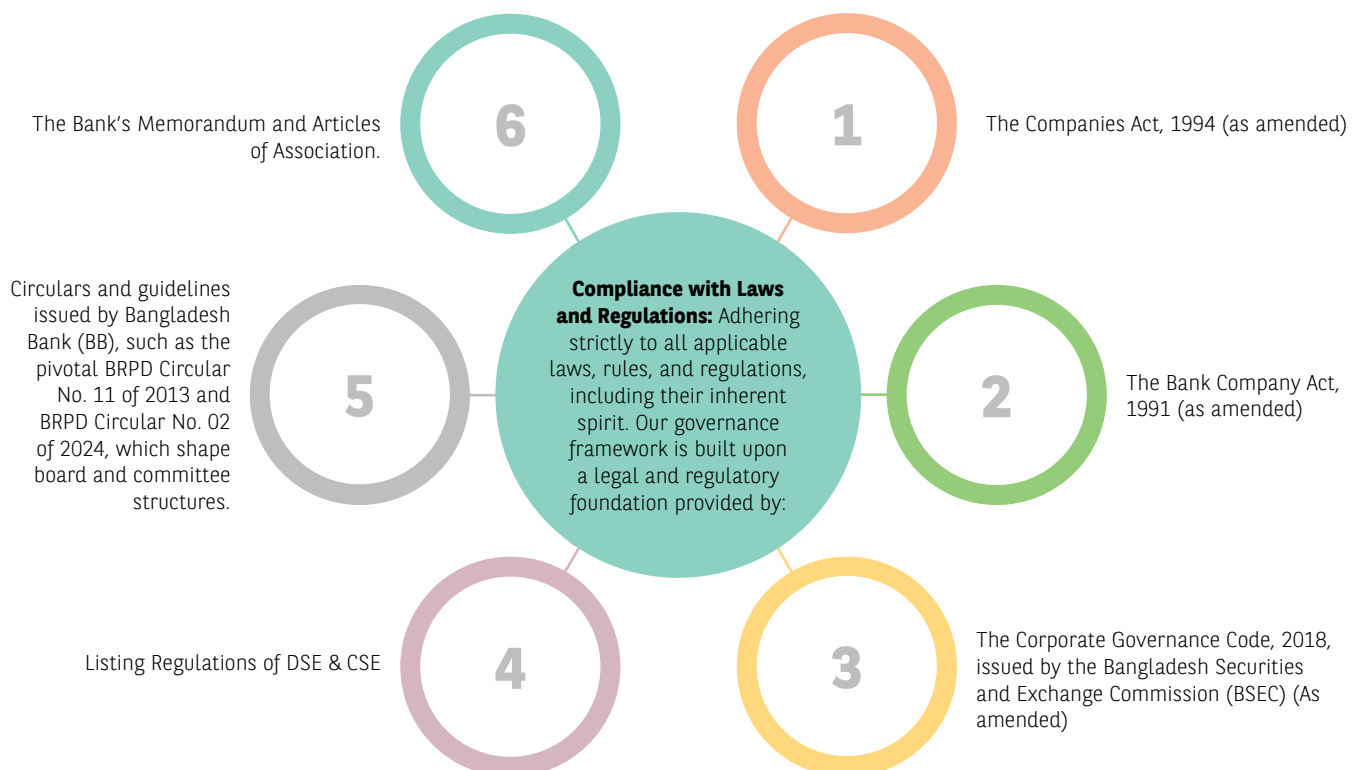 Compliance with Laws
and Regulations: Adhering
strictly to all applicable
laws, rules, and regulations,
including their inherent
spirit. Our governance
framework is built upon
a legal and regulatory
foundation provided by:
1
The Companies Act, 1994 (as amended)
2
The Bank Company Act,
1991 (as amended)
3
The Corporate Governance Code, 2018,
issued by the Bangladesh Securities
and Exchange Commission (BSEC) (As
amended)
4
Listing Regulations of DSE & CSE
5
Circulars and guidelines
issued by Bangladesh
Bank (BB), such as the
pivotal BRPD Circular
No. 11 of 2013 and
BRPD Circular No. 02
of 2024, which shape
board and committee
structures.
6
The Bank's Memorandum and Articles
of Association.